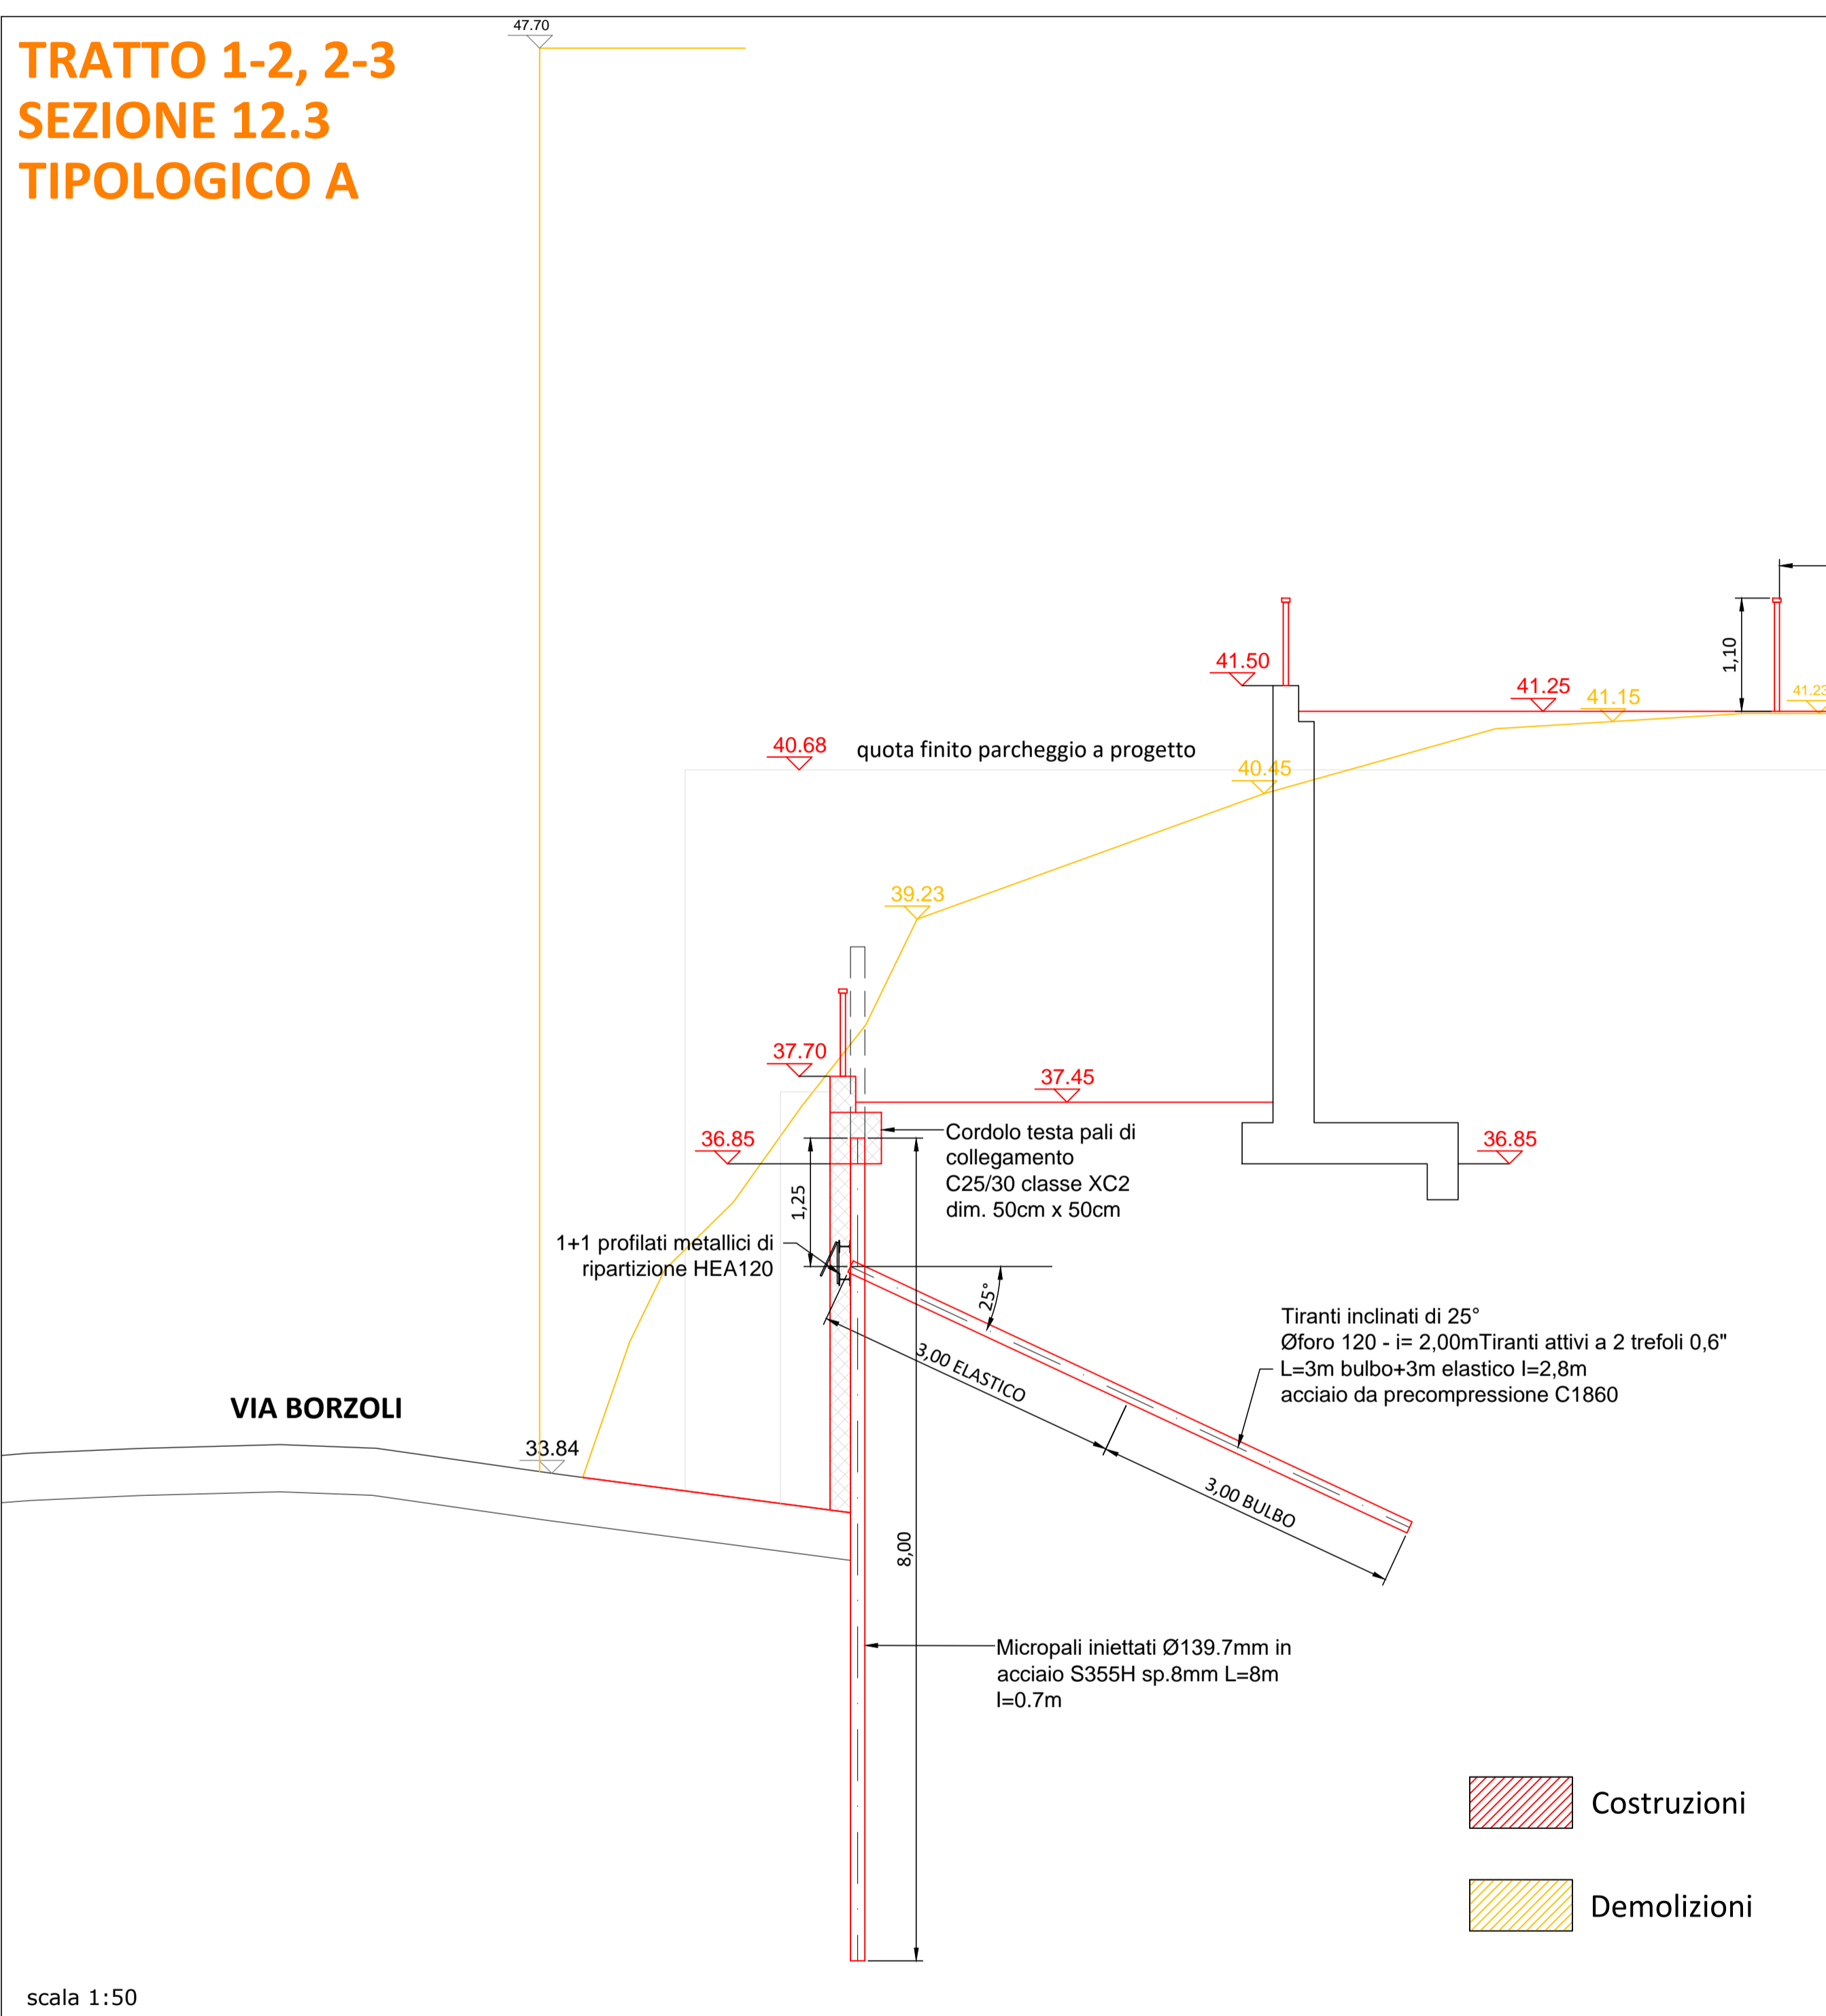 TRATTO 1-2, 2-3
SEZIONE 12.3
TIPOLOGICO A
47.70
1,10
41.50
41.25
41.15
41.23
40.68
quota finito parcheggio a progetto
40.45
39.23
37.70
37.45
36.85
Cordolo testa pali di
collegamento
C25/30 classe XC2
dim. 50cm x 50cm
36.85
1,25
1+1 profilati metallici di
ripartizione HEA120
25°
Tiranti inclinati di 25°
Øforo 120 - i= 2,00mTiranti attivi a 2 trefoli 0,6"
L=3m bulbo+3m elastico I=2,8m
acciaio da precompressione C1860
3,00 ELASTICO
VIA BORZOLI
33.84
3,00 BULBO
8,00
Micropali iniettati Ø139.7mm in
acciaio S355H sp.8mm L=8m
I=0.7m
Costruzioni
Demolizioni
scala 1:50